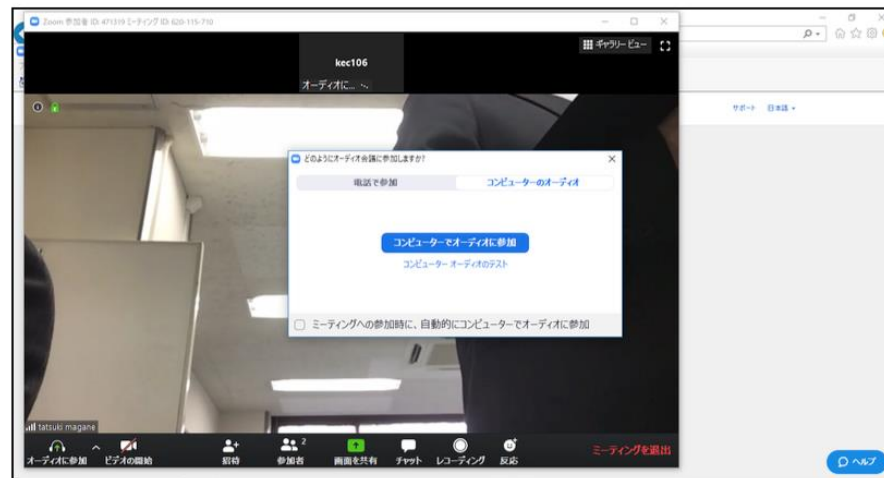 Zoom 参加者 ID: 471319 ミーティング ID: 620-115-710
ギャラリー ビュー
kec106
オーディオに...
サポート 日本語
どのようにオーディオ会議に参加しますか?
電話で参加 コンピューターのオーディオ
コンピューターでオーディオに参加
コンピューター オーディオのテスト
ミーティングへの参加時に、自動的にコンピューターでオーディオに参加
tatsuki magane
2
オーディオに参加 ビデオの開始 招待 参加者 画面を共有 チャット レコーディング 反応 ミーティングを退出
ヘルプ